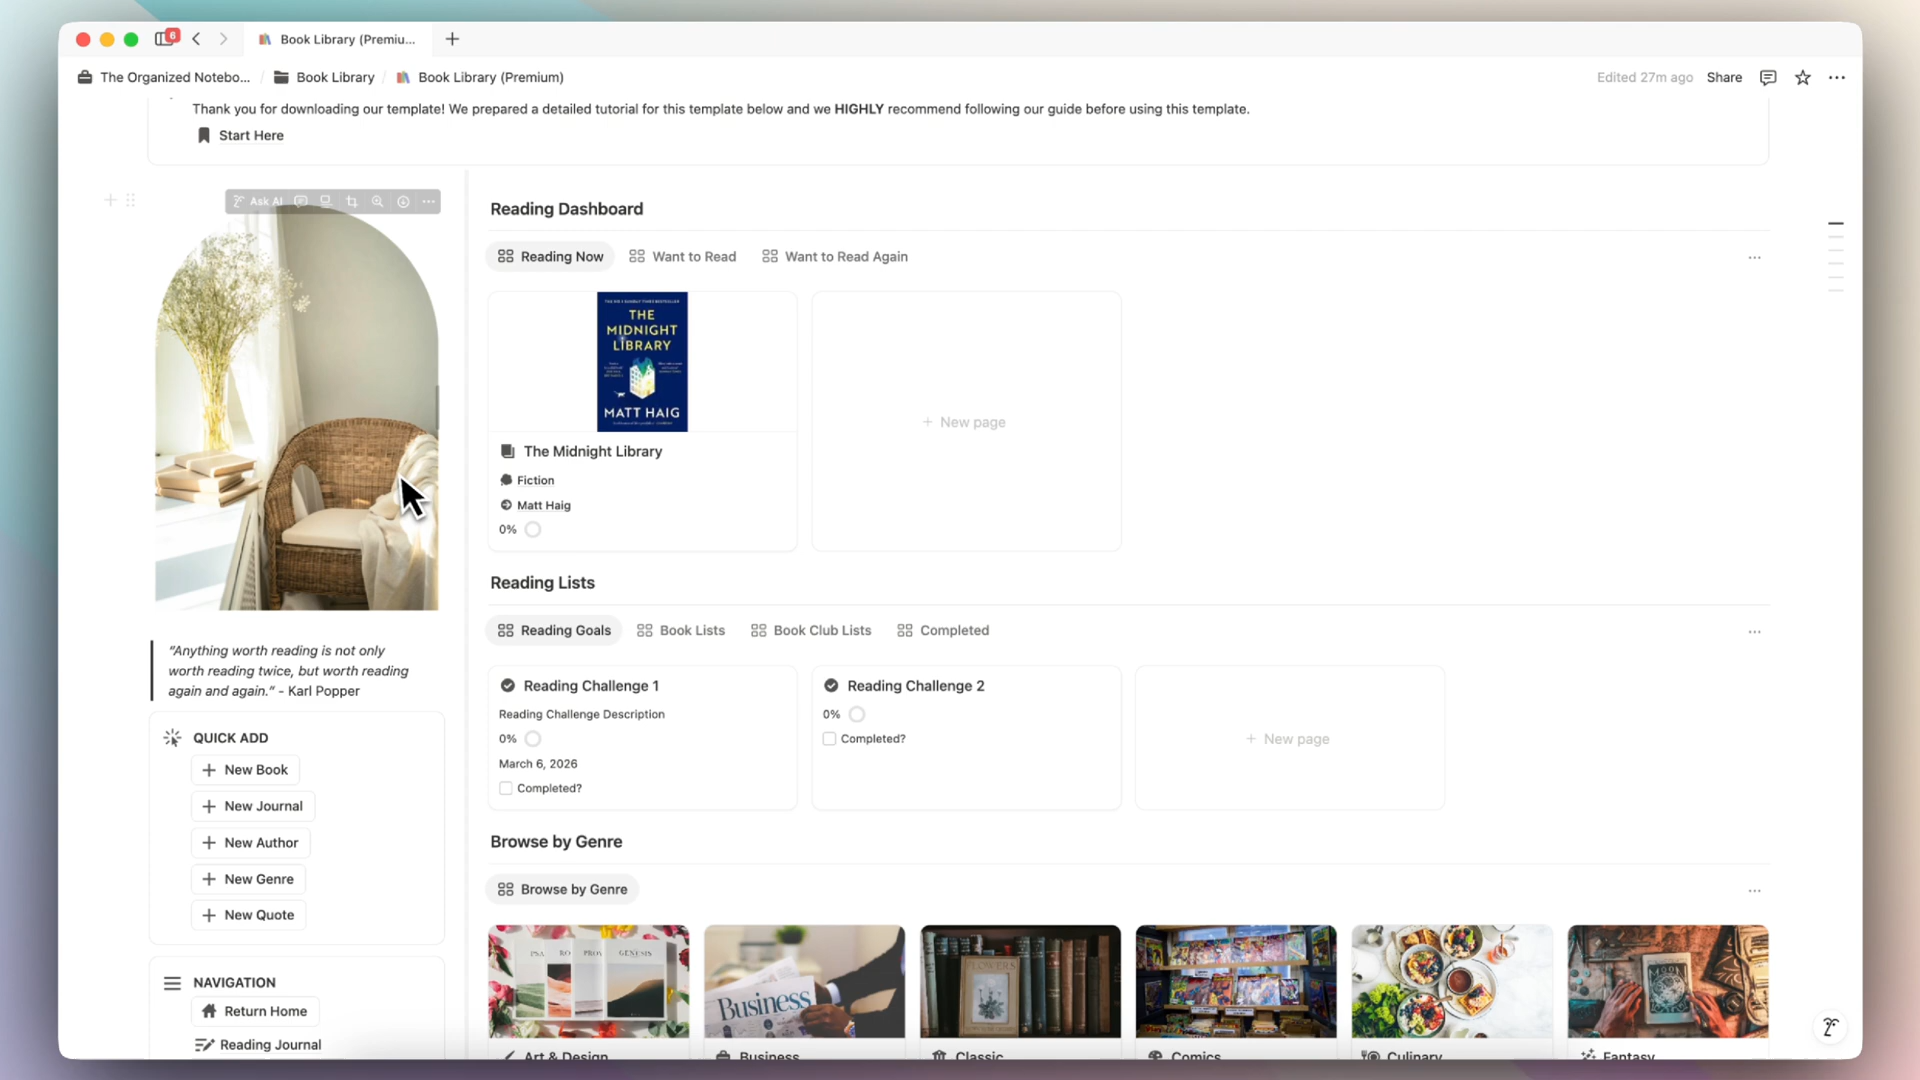 6
Book Library (Premiu...
The Organized Notebo... / Book Library / Book Library (Premium)
Edited 27m ago
Share
Thank you for downloading our template! We prepared a detailed tutorial for this template below and we HIGHLY recommend following our guide before using this template.
Start Here
Ask AI
“Anything worth reading is not only
worth reading twice, but worth reading
again and again.” - Karl Popper
QUICK ADD
New Book
New Journal
New Author
New Genre
New Quote
NAVIGATION
Return Home
Reading Journal
Reading Dashboard
Reading Now
Want to Read
Want to Read Again
THE
MIDNIGHT
LIBRARY
MATT HAIG
The Midnight Library
Fiction
Matt Haig
0%
+ New page
Reading Lists
Reading Goals
Book Lists
Book Club Lists
Completed
Reading Challenge 1
Reading Challenge Description
0%
March 6, 2026
Completed?
Reading Challenge 2
0%
Completed?
+ New page
Browse by Genre
Browse by Genre
GENESIS
Business
FLOWERS
MOON
Art & Design
Business
Classic
Comics
Culinary
Fantasy